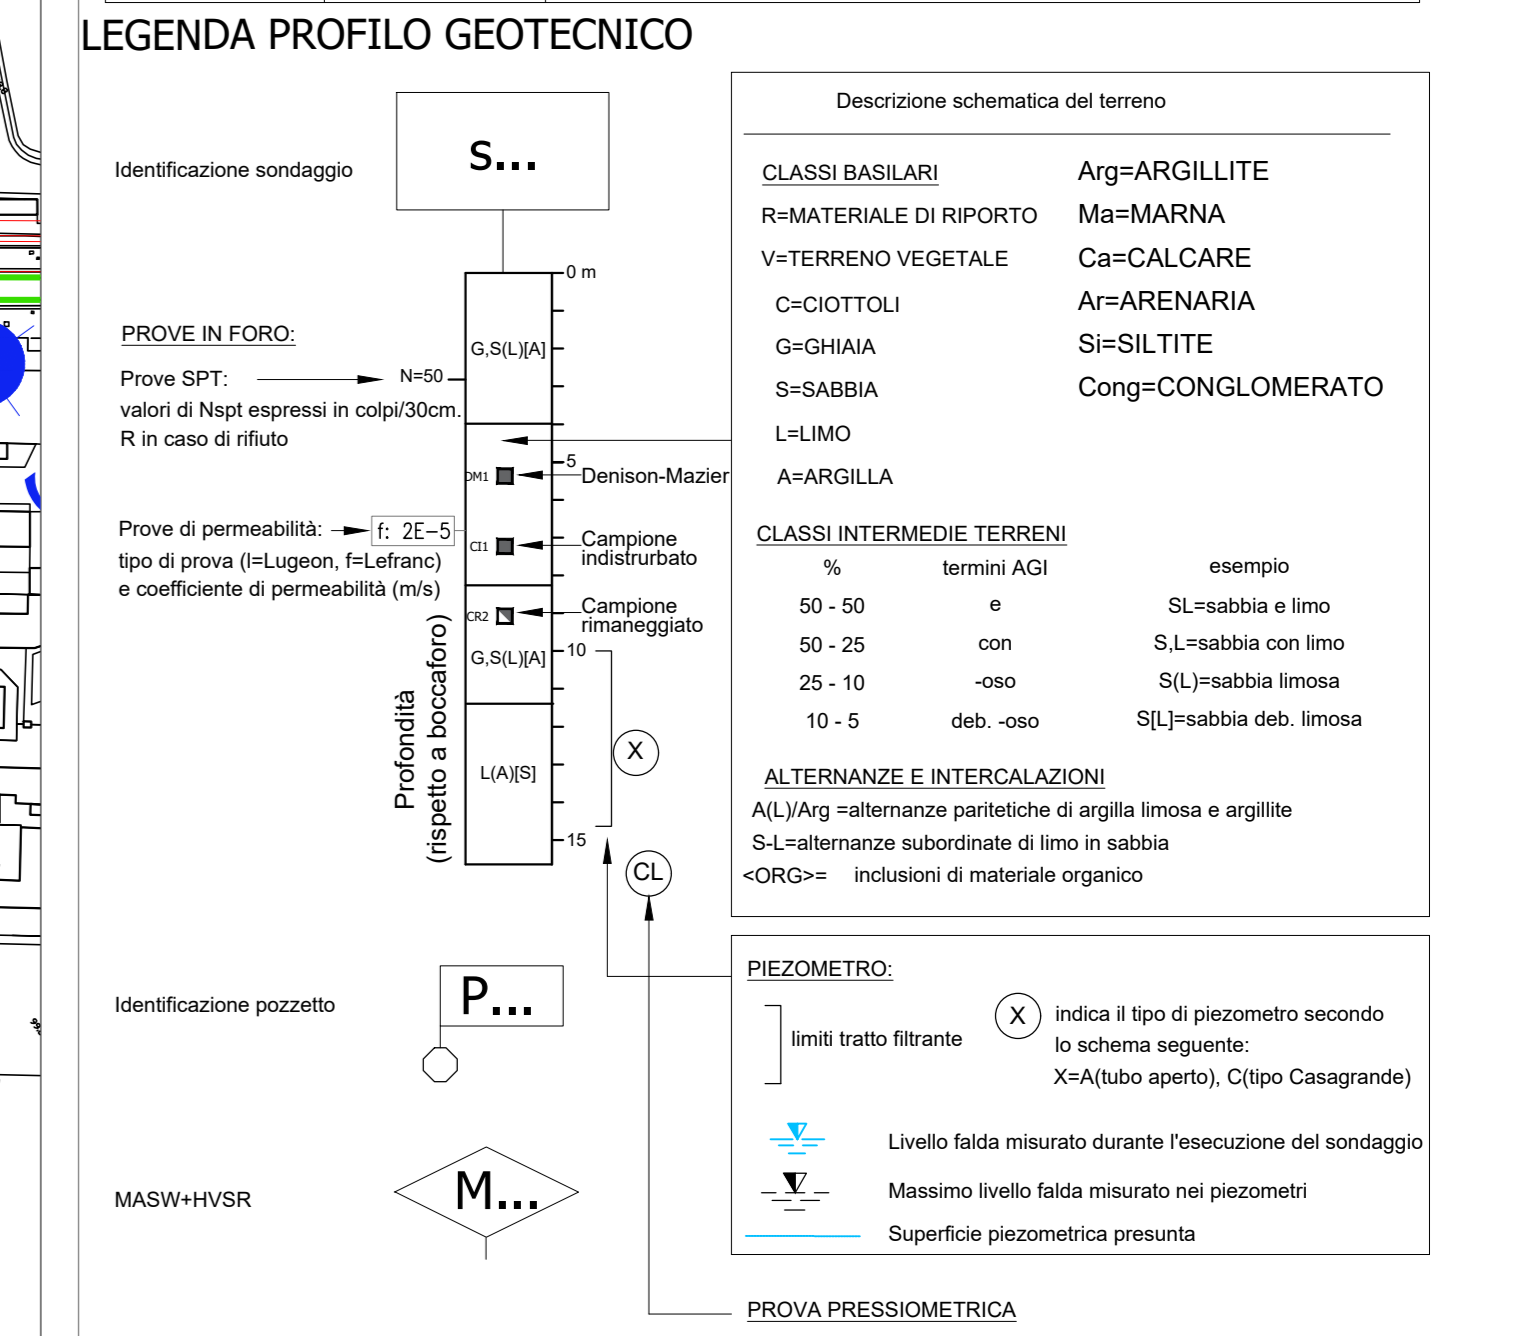 LEGENDA PROFILO GEOTECNICO
Identificazione sondaggio
s...
0 m
G,S(L)[A]
PROVE IN FORO:
Prove SPT:
N=50
valori di Nspt espressi in colpi/30cm.
R in caso di rifiuto
5
DM1
Denison-Mazier
Prove di permeabilità:
f: 2E-5
tipo di prova (l=Lugeon, f=Lefranc)
e coefficiente di permeabilità (m/s)
CI1
Campione
indistrurbato
CR2
Campione
rimaneggiato
10
G,S(L)[A]
Profondità
(rispetto a boccaforo)
X
L(A)[S]
15
CL
Identificazione pozzetto
P...
MASW+HVSR
M...
Descrizione schematica del terreno
CLASSI BASILARI
R=MATERIALE DI RIPORTO
V=TERRENO VEGETALE
C=CIOTTOLI
G=GHIAIA
S=SABBIA
L=LIMO
A=ARGILLA
Arg=ARGILLITE
Ma=MARNA
Ca=CALCARE
Ar=ARENARIA
Si=SILTITE
Cong=CONGLOMERATO
CLASSI INTERMEDIE TERRENI
% termini AGI esempio
50 - 50 e SL=sabbia e limo
50 - 25 con S,L=sabbia con limo
25 - 10 -oso S(L)=sabbia limosa
10 - 5 deb. -oso S[L]=sabbia deb. limosa
ALTERNANZE E INTERCALAZIONI
A(L)/Arg =alternanze paritetiche di argilla limosa e argillite
S-L=alternanze subordinate di limo in sabbia
<ORG>= inclusioni di materiale organico
PIEZOMETRO:
limiti tratto filtrante
X
indica il tipo di piezometro secondo
lo schema seguente:
X=A(tubo aperto), C(tipo Casagrande)
Livello falda misurato durante l'esecuzione del sondaggio
Massimo livello falda misurato nei piezometri
Superficie piezometrica presunta
PROVA PRESSIOMETRICA